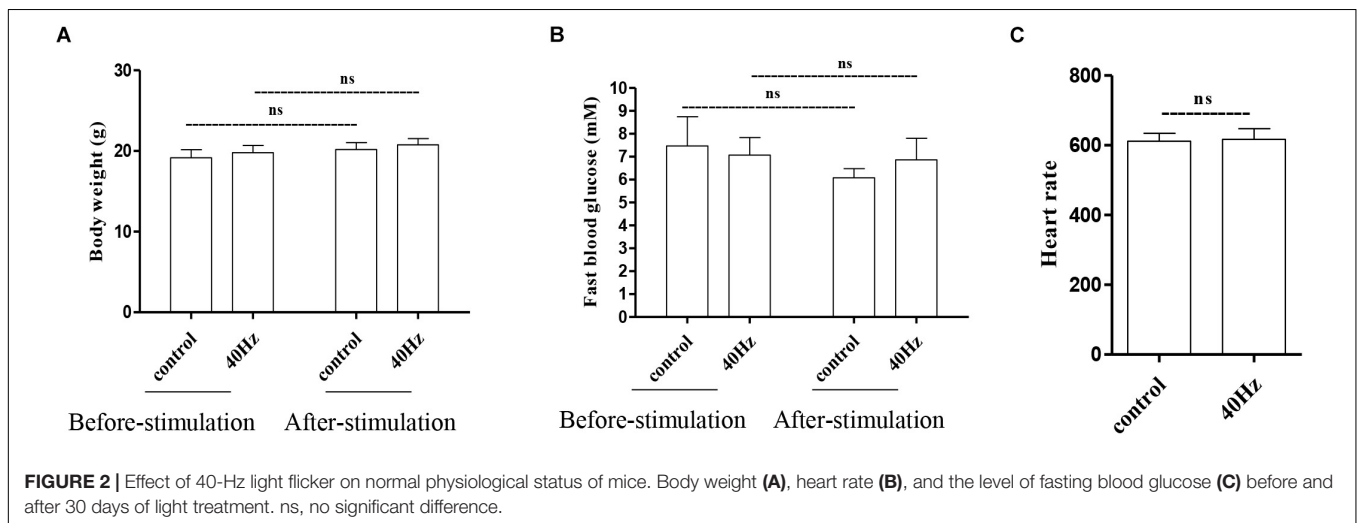 A
Body weight (g)
30
20
10
0
ns
ns
control
40Hz
control
40Hz
Before-stimulation
After-stimulation
B
Fast blood glucose (mM)
10
9
8
7
6
5
4
3
2
1
0
ns
ns
control
40Hz
control
40Hz
Before-stimulation
After-stimulation
C
Heart rate
800
600
400
200
0
ns
control
40Hz
FIGURE 2 | Effect of 40-Hz light flicker on normal physiological status of mice. Body weight (A), heart rate (B), and the level of fasting blood glucose (C) before and
after 30 days of light treatment. ns, no significant difference.